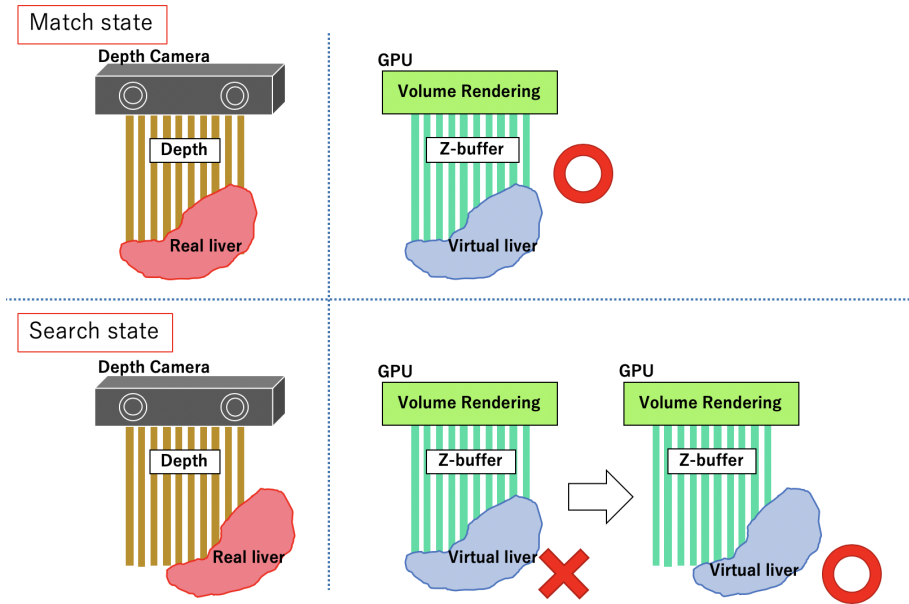 Match state
Depth Camera
Depth
Real liver
GPU
Volume Rendering
Z-buffer
Virtual liver
Search state
Depth Camera
Depth
Real liver
GPU
Volume Rendering
Z-buffer
Virtual liver
GPU
Volume Rendering
Z-buffer
Virtual liver